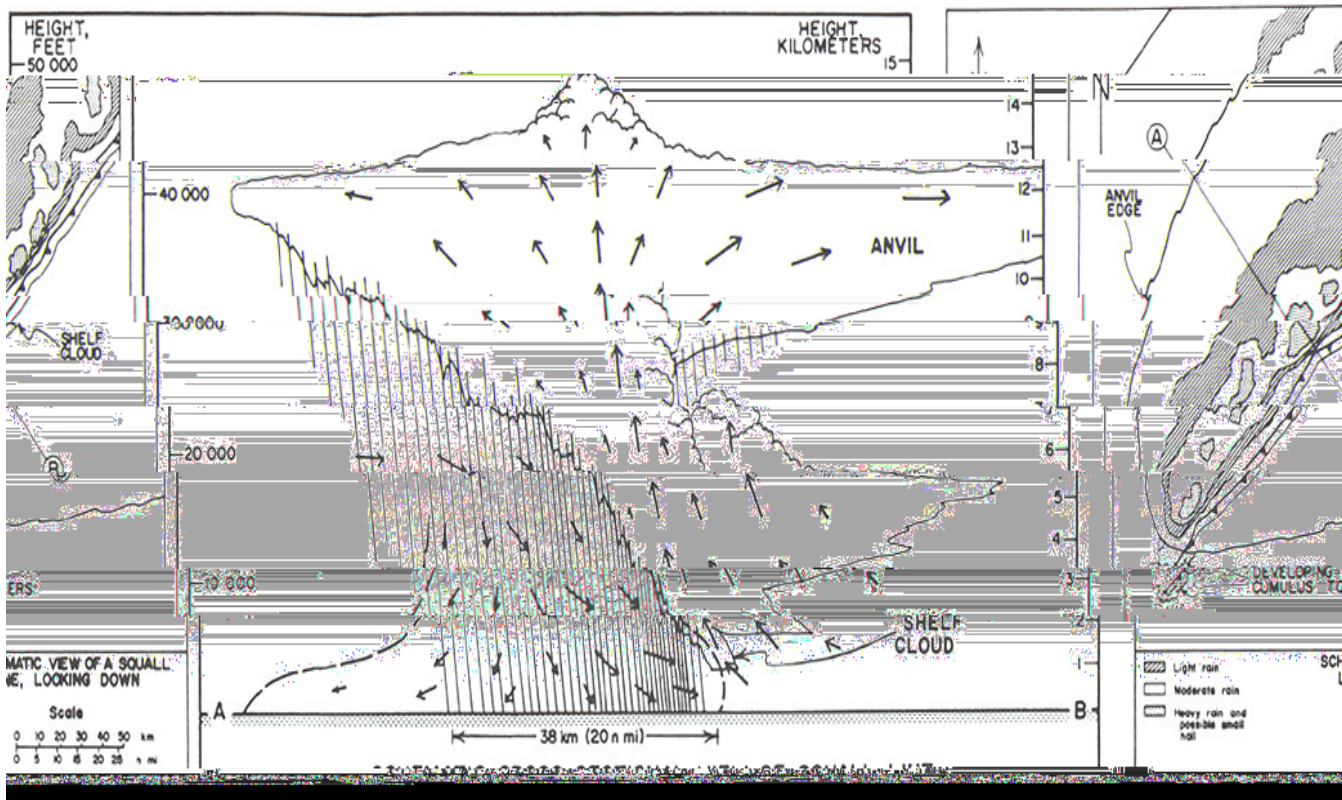 HEIGHT,
FEET
50 000
40 000
20 000
HEIGHT,
KILOMETERS
15
14
13
12
11
10
8
6
5
4
3
2
1
ANVIL
SHELF
CLOUD
A
B
38 km (20 n mi)
SHELF
CLOUD
ERS
MATIC VIEW OF A SQUALL
NE, LOOKING DOWN
Scale
0 10 20 30 40 50 km
0 5 10 15 20 25 n mi
N
A
ANVIL
EDGE
DEVELOPING
CUMULUS
Light rain
Moderate rain
Heavy rain and
possible small
hail
SCH